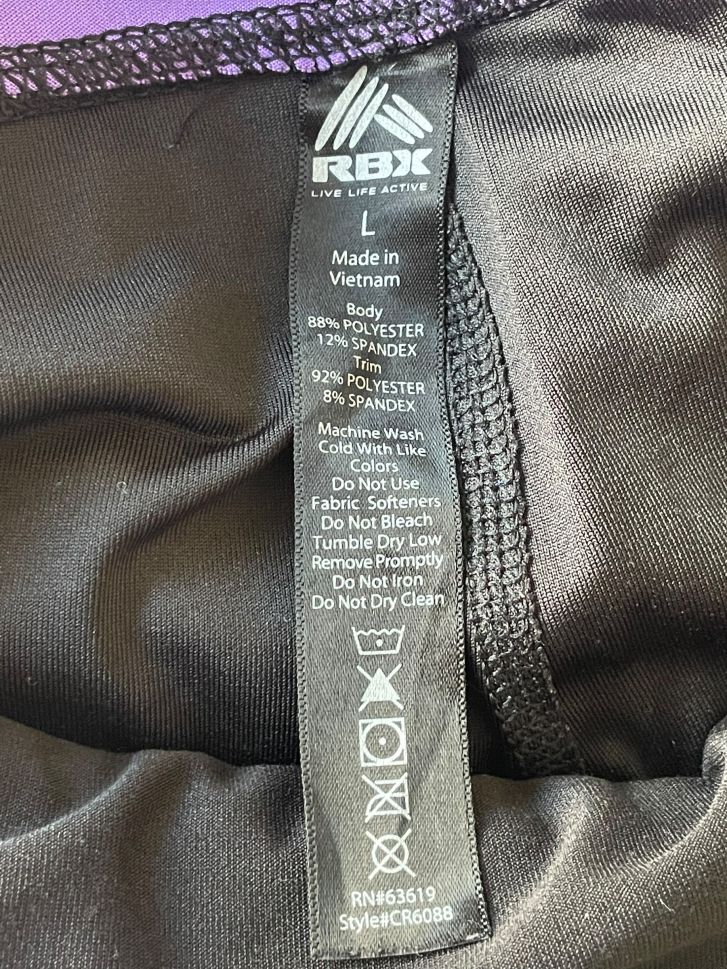 RBX
LIVE LIFE ACTIVE
L
Made in
Vietnam
Body
88% POLYESTER
12% SPANDEX
Trim
92% POLYESTER
8% SPANDEX
Machine Wash
Cold With Like
Colors
Do Not Use
Fabric Softeners
Do Not Bleach
Tumble Dry Low
Remove Promptly
Do Not Iron
Do Not Dry Clean
RN#63619
Style#CR6088